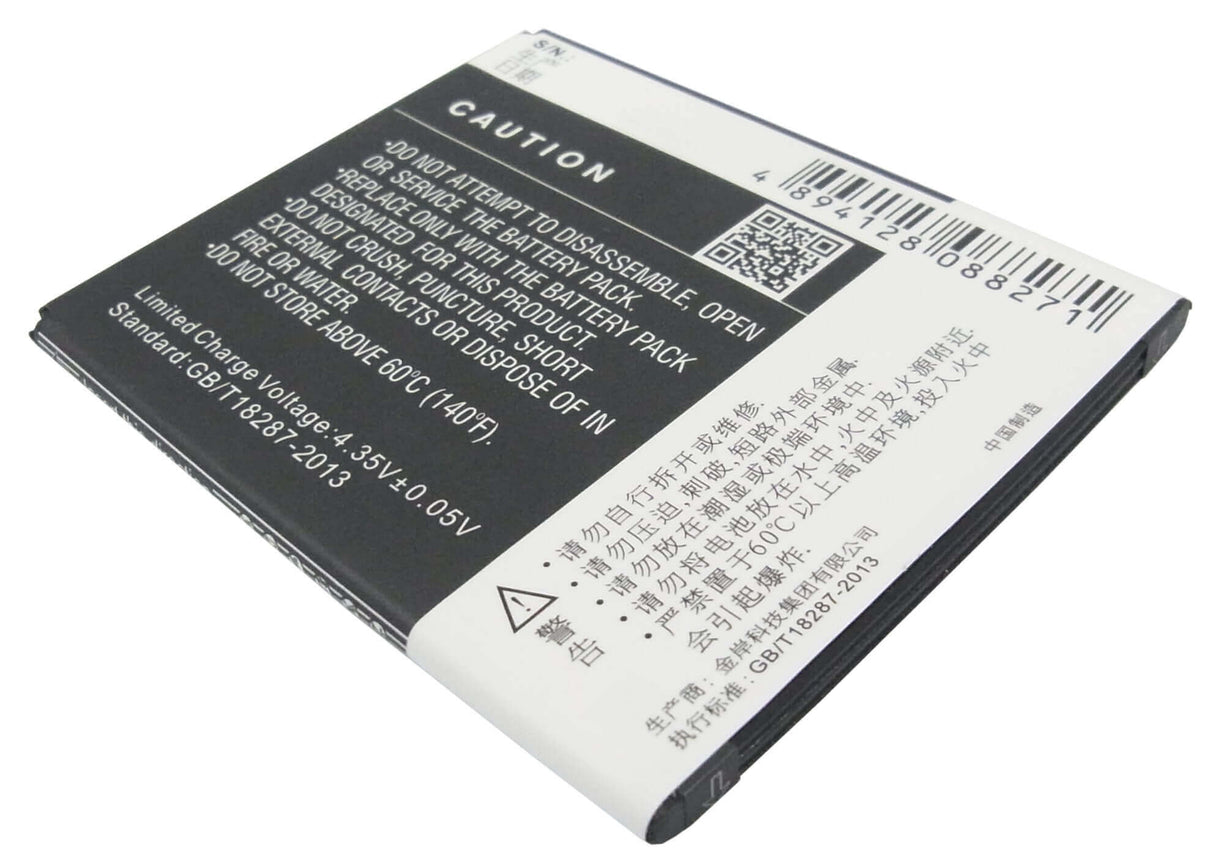 S/N:
CAUTION
•DO NOT ATTEMPT TO DISASSEMBLE, OPEN
OR SERVICE THE BATTERY PACK.
•REPLACE ONLY WITH THE BATTERY PACK
DESIGNATED FOR THIS PRODUCT.
•DO NOT CRUSH, PUNCTURE, SHORT
EXTERNAL CONTACTS OR DISPOSE OF IN
FIRE OR WATER.
•DO NOT STORE ABOVE 60℃ (140℉).
Limited Charge Voltage:4.35V±0.05V
Standard:GB/T18287-2013
4 894128 088271
警告
•请勿自行拆开或维修.
•请勿压迫,刺破,短路外部金属.
•请勿放在潮湿或极端环境中.
•请勿将电池放在水中,火中及火源附近.
•严禁置于60℃以上高温环境,投入火中
会引起爆炸.
中国制造
生产商:金岸科技集团有限公司
执行标准:GB/T18287-2013